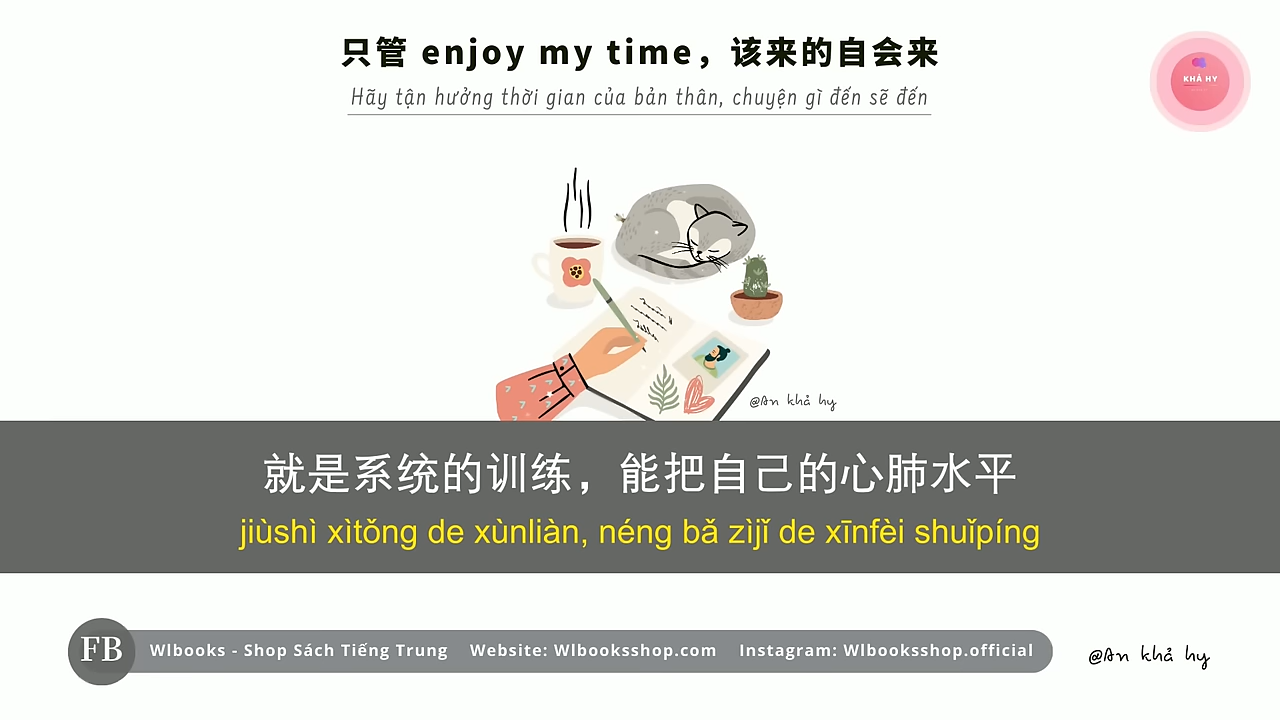 只管 enjoy my time，该来的自会来
Hãy tận hưởng thời gian của bản thân, chuyện gì đến sẽ đến
KHẢ HY
@An khả hy
就是系统的训练，能把自己的心肺水平
jiùshì xìtǒng de xùnliàn, néng bǎ zìjǐ de xīnfèi shuǐpíng
FB
Wlbooks - Shop Sách Tiếng Trung Website: Wlbooksshop.com Instagram: Wlbooksshop.official
@An khả hy